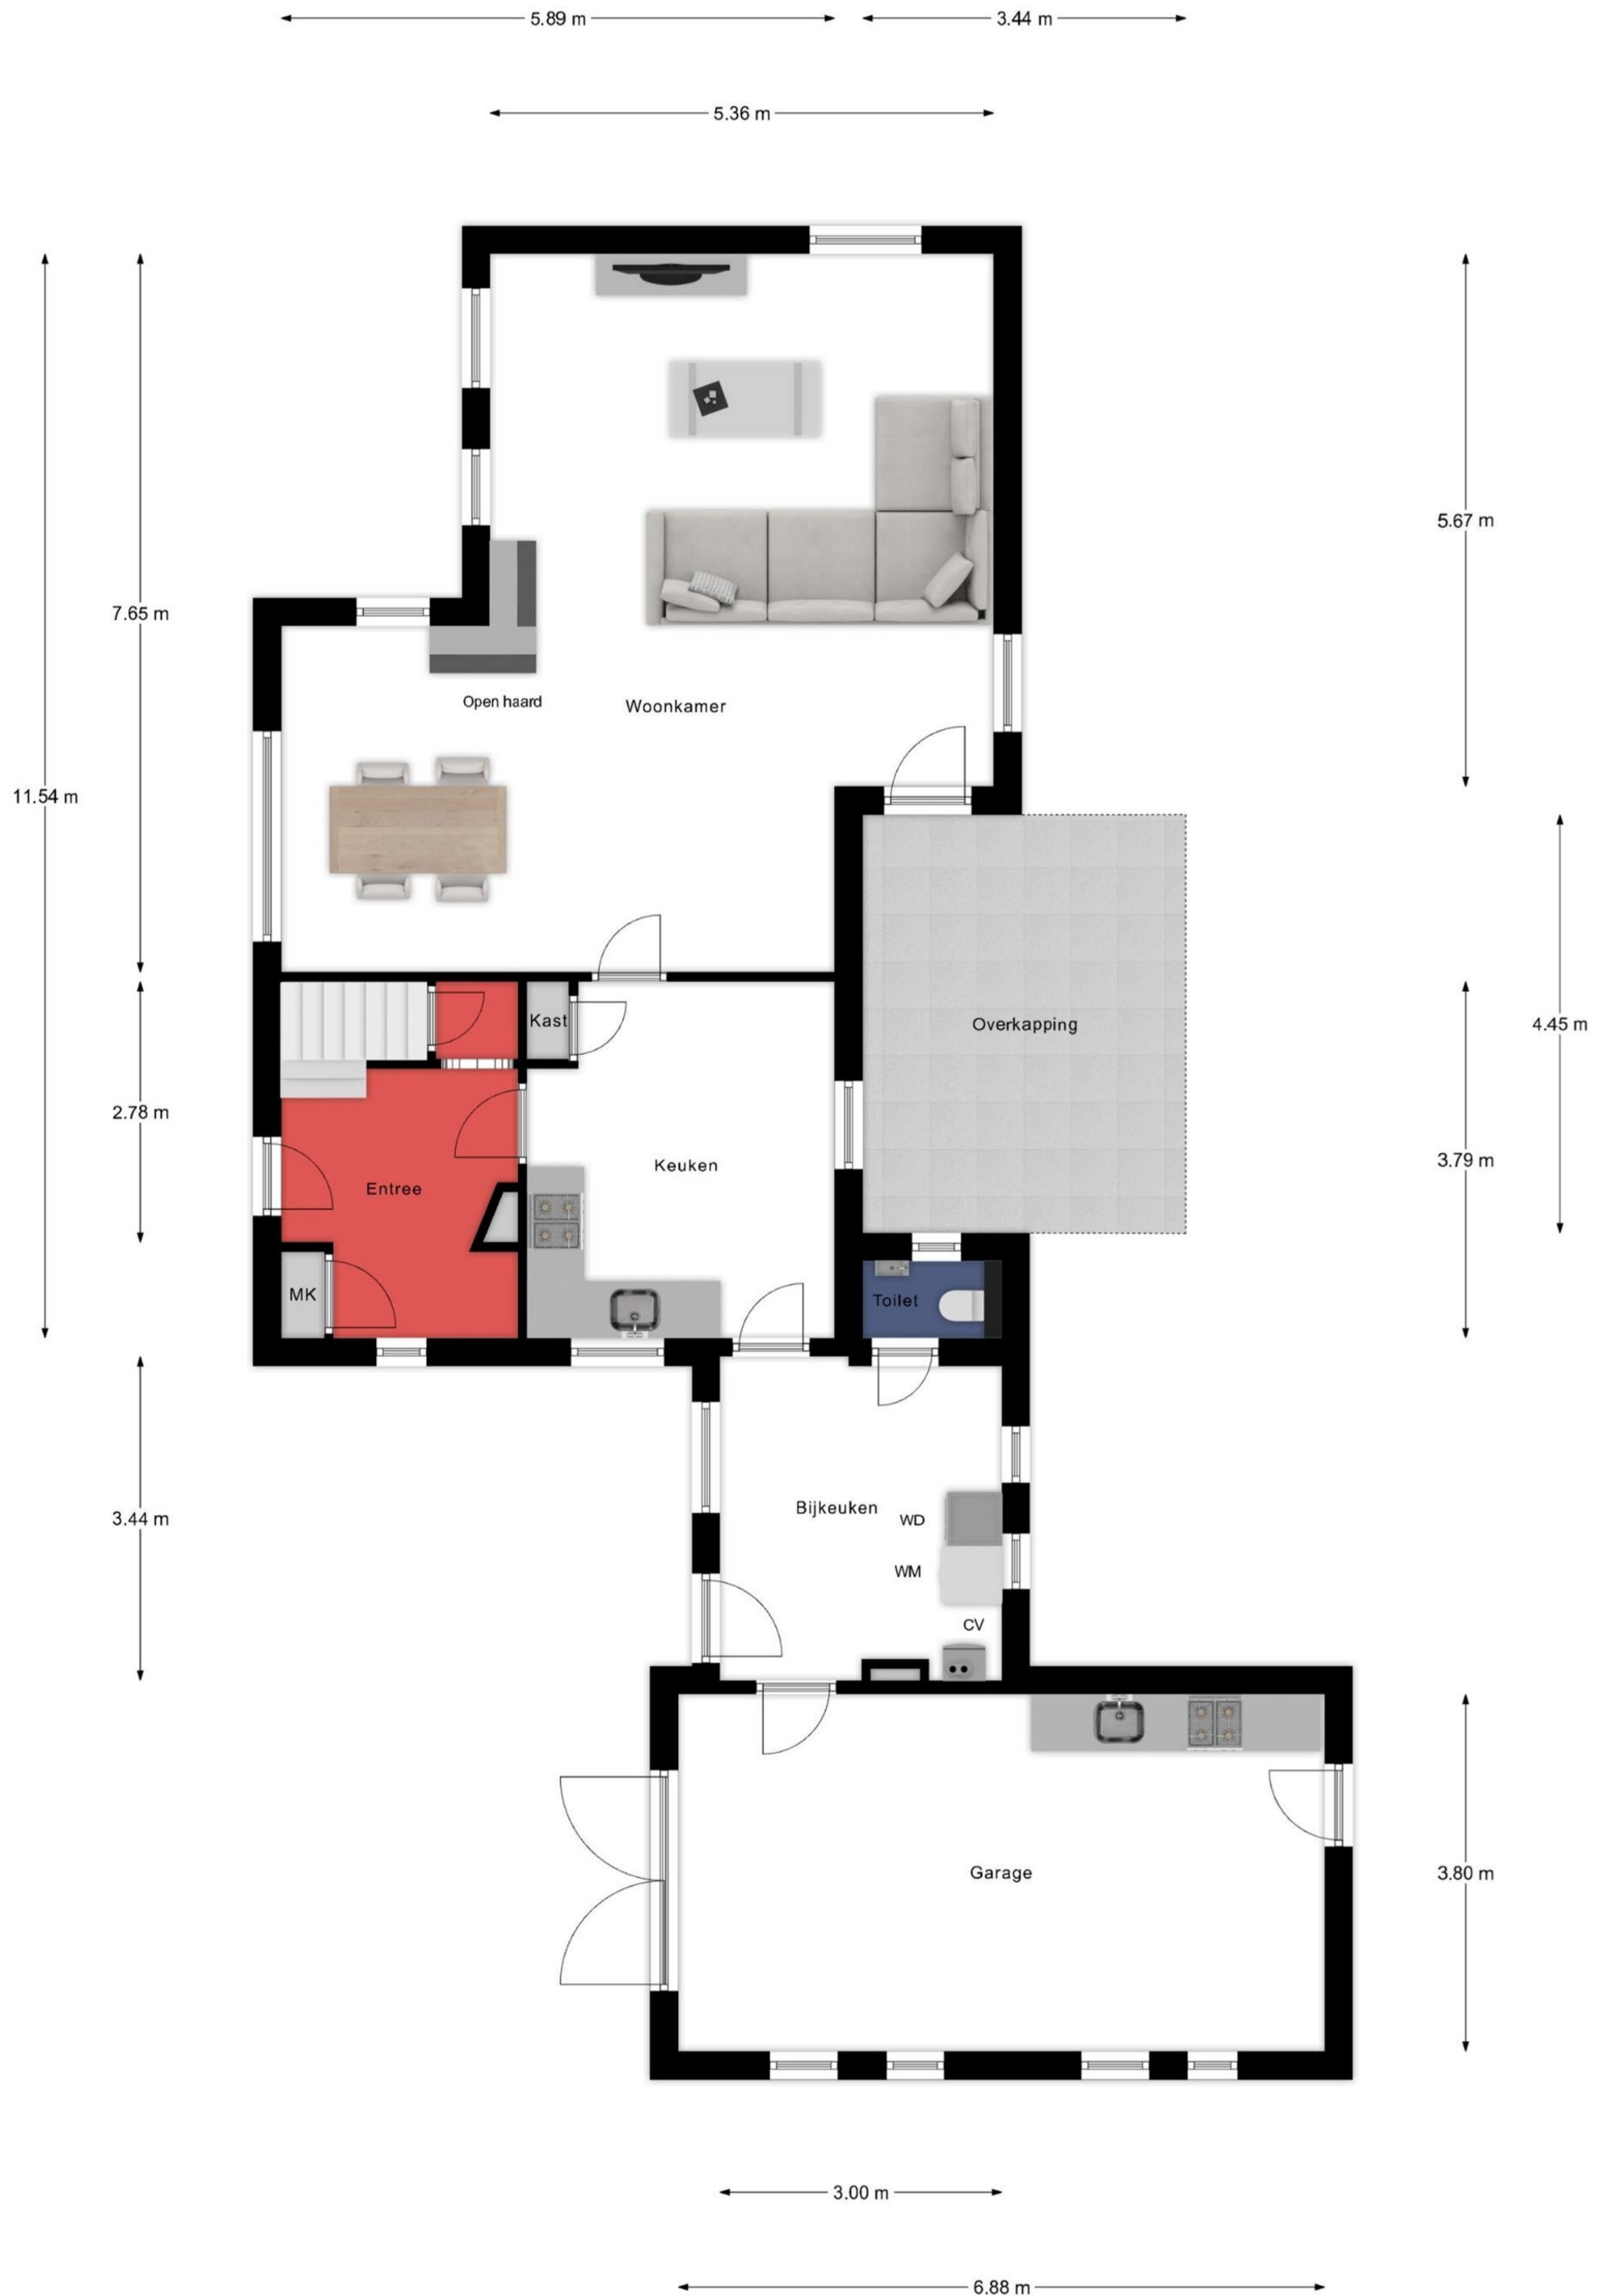 5.89 m
3.44 m
5.36 m
5.67 m
7.65 m
Open haard
Woonkamer
11.54 m
Kast
Overkapping
4.45 m
2.78 m
Keuken
3.79 m
Entree
MK
Toilet
Bijkeuken
WD
3.44 m
WM
CV
Garage
3.80 m
3.00 m
6.88 m